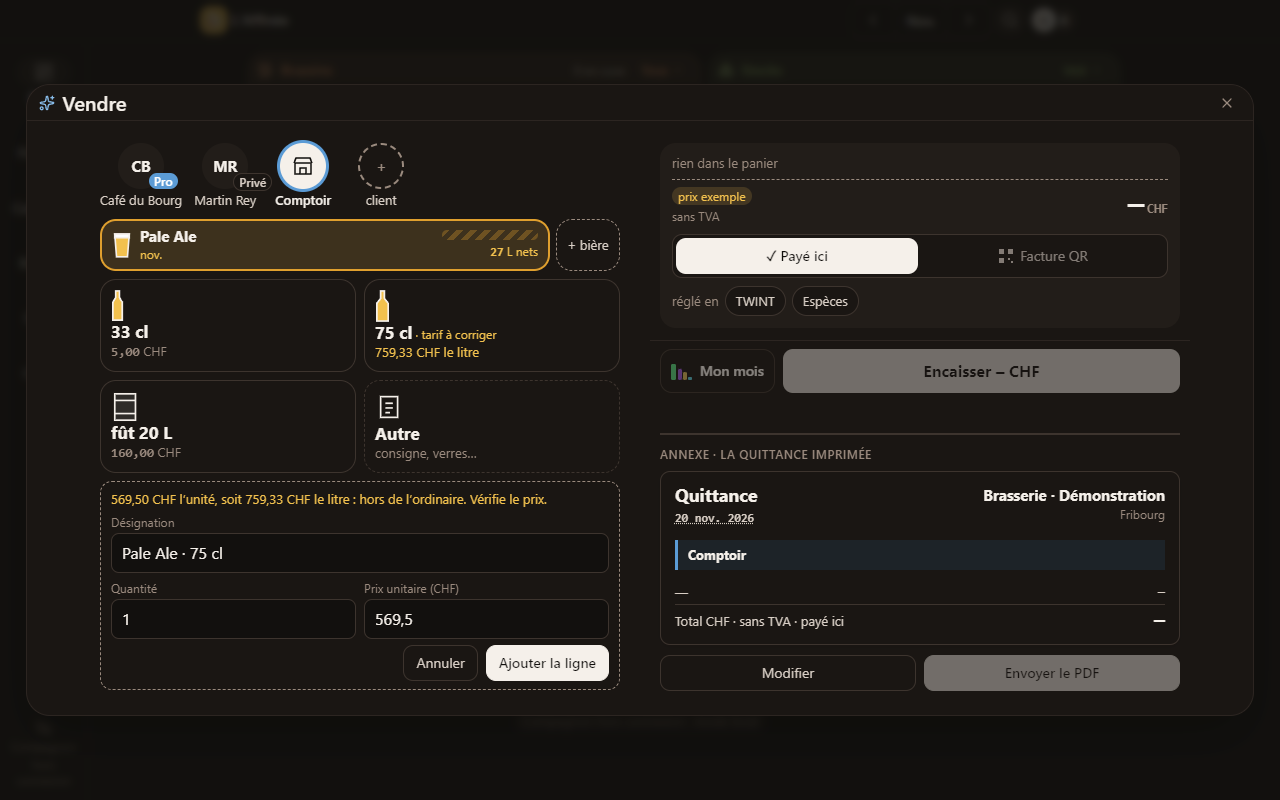 Vendre
CB
Pro
Café du Bourg
MR
Privé
Martin Rey
Comptoir
+
client
Pale Ale
nov.
27 L nets
+ bière
33 cl
5,00 CHF
75 cl · tarif à corriger
759,33 CHF le litre
fût 20 L
160,00 CHF
Autre
consigne, verres…
569,50 CHF l’unité, soit 759,33 CHF le litre : hors de l’ordinaire. Vérifie le prix.
Désignation
Pale Ale · 75 cl
Quantité
Prix unitaire (CHF)
1
569,5
Annuler
Ajouter la ligne
rien dans le panier
prix exemple
sans TVA
— CHF
✓ Payé ici
Facture QR
réglé en
TWINT
Espèces
Mon mois
Encaisser – CHF
ANNEXE · LA QUITTANCE IMPRIMÉE
Quittance
Brasserie · Démonstration
20 nov. 2026
Fribourg
Comptoir
— –
Total CHF · sans TVA · payé ici —
Modifier
Envoyer le PDF